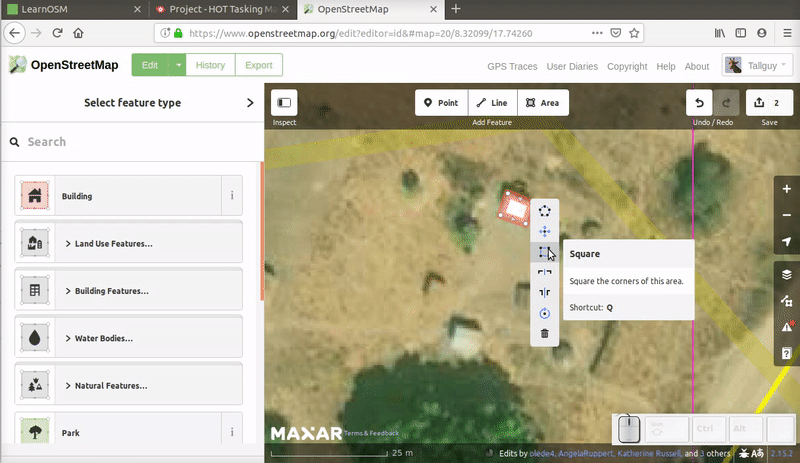 LearnOSM
Project - HOT Tasking Ma
OpenStreetMap
https://www.openstreetmap.org/edit?editor=id&#map=20/8.32099/17.74260
OpenStreetMap
Edit
History
Export
GPS Traces
User Diaries
Copyright
Help
About
Tallguy
Select feature type
Search
Building
Land Use Features...
Building Features...
Water Bodies...
Natural Features...
Park
Inspect
Point
Line
Area
Add Feature
Undo / Redo
2
Save
Square
Square the corners of this area.
Shortcut: Q
MAXAR
Terms & Feedback
25 m
Ctrl
Alt
Edits by piede4, AngelaRuppert, Katherine Russell, and 3 others
2.15.2